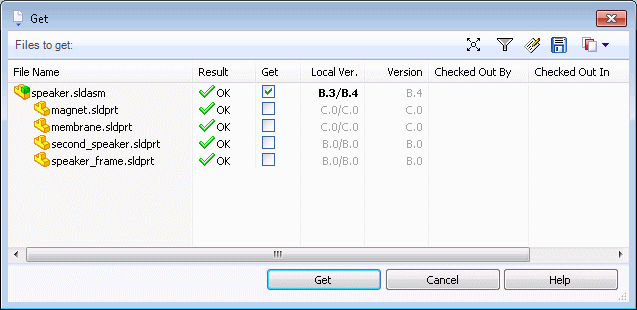 Get
Files to get:
File Name Result Get Local Ver. Version Checked Out By Checked Out In
speaker.sldasm OK B.3/B.4 B.4
magnet.sldprt OK C.0/C.0 C.0
membrane.sldprt OK C.0/C.0 C.0
second_speaker.sldprt OK B.0/B.0 B.0
speaker_frame.sldprt OK B.0/B.0 B.0
Get Cancel Help